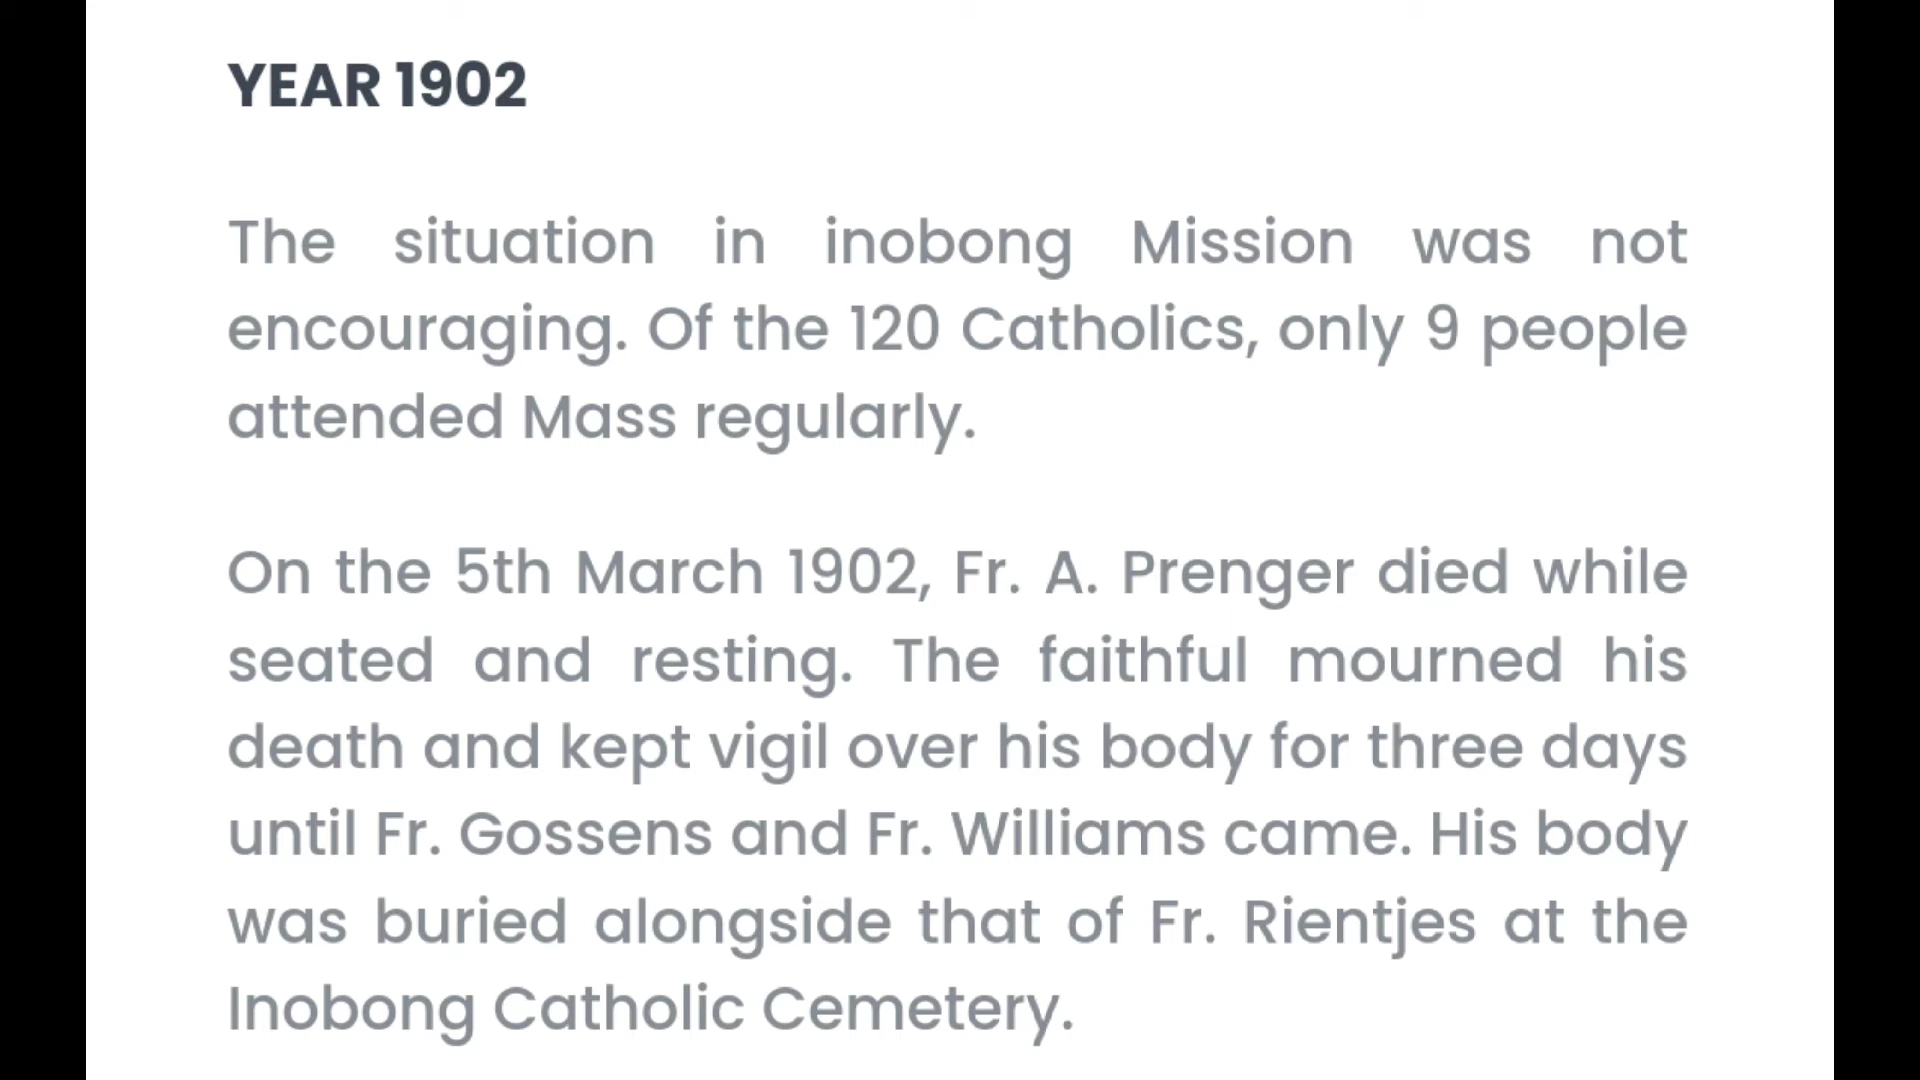 YEAR 1902
The situation in inobong Mission was not
encouraging. Of the 120 Catholics, only 9 people
attended Mass regularly.
On the 5th March 1902, Fr. A. Prenger died while
seated and resting. The faithful mourned his
death and kept vigil over his body for three days
until Fr. Gossens and Fr. Williams came. His body
was buried alongside that of Fr. Rientjes at the
Inobong Catholic Cemetery.